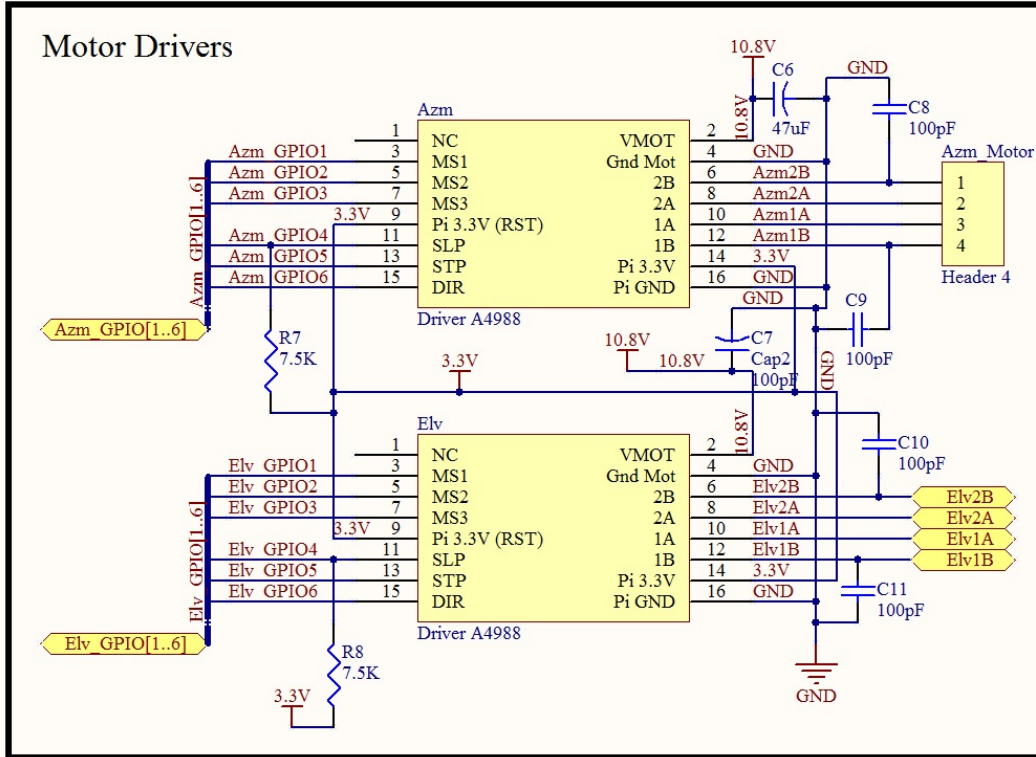 Motor Drivers
10.8V
C6
47uF
10.8V
GND
C8
100pF
Azm
1 NC VMOT 2
Azm_GPIO1 3 MS1 Gnd Mot 4 GND
Azm_GPIO2 5 MS2 2B 6 Azm2B
Azm_GPIO3 7 MS3 2A 8 Azm2A
3.3V 9 Pi 3.3V (RST) 1A 10 Azm1A
Azm_GPIO4 11 SLP 1B 12 Azm1B
Azm_GPIO5 13 STP Pi 3.3V 14 3.3V
Azm_GPIO6 15 DIR Pi GND 16 GND
Driver A4988
Azm_GPIO[1..6]
Azm_GPIO[1..6]
Azm_Motor
1
2
3
4
Header 4
R7
7.5K
3.3V
10.8V
10.8V
GND
C7
Cap2
100pF
10.8V
C9
100pF
GND
Elv
1 NC VMOT 2
Elv_GPIO1 3 MS1 Gnd Mot 4 GND
Elv_GPIO2 5 MS2 2B 6 Elv2B
Elv_GPIO3 7 MS3 2A 8 Elv2A
3.3V 9 Pi 3.3V (RST) 1A 10 Elv1A
Elv_GPIO4 11 SLP 1B 12 Elv1B
Elv_GPIO5 13 STP Pi 3.3V 14 3.3V
Elv_GPIO6 15 DIR Pi GND 16 GND
Driver A4988
Elv_GPIO[1..6]
Elv_GPIO[1..6]
C10
100pF
Elv2B
Elv2A
Elv1A
Elv1B
C11
100pF
R8
7.5K
3.3V
GND